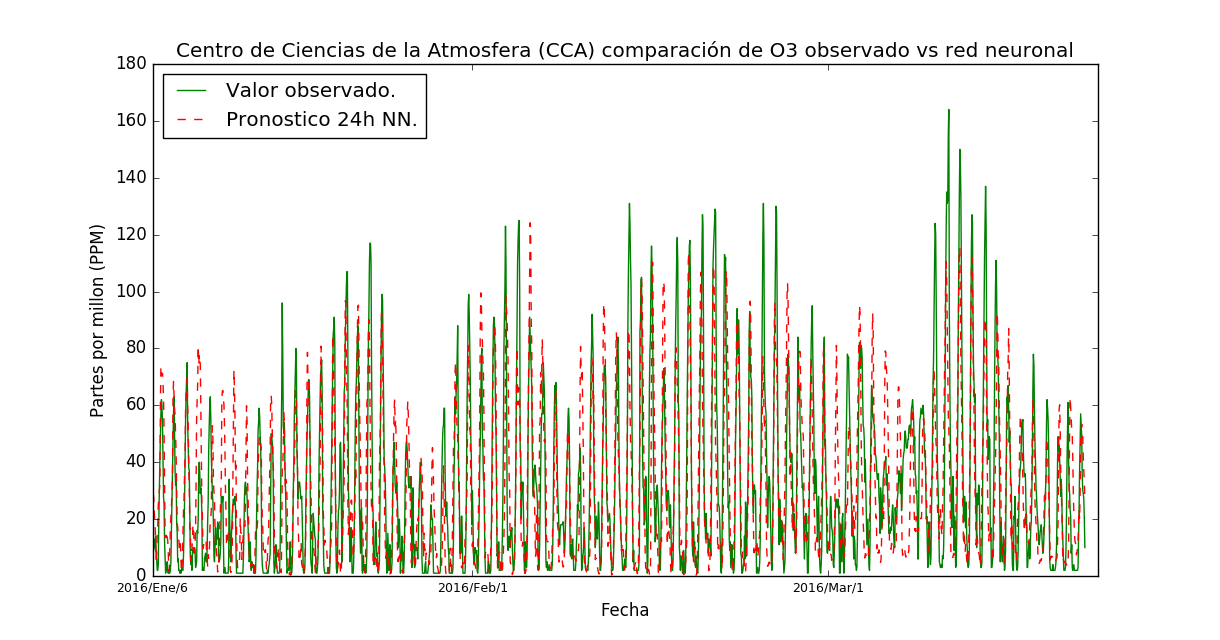 Centro de Ciencias de la Atmosfera (CCA) comparación de O3 observado vs red neuronal
180
160
140
120
100
80
60
40
20
0
Partes por millon (PPM)
Valor observado.
Pronostico 24h NN.
2016/Ene/6
2016/Feb/1
2016/Mar/1
Fecha